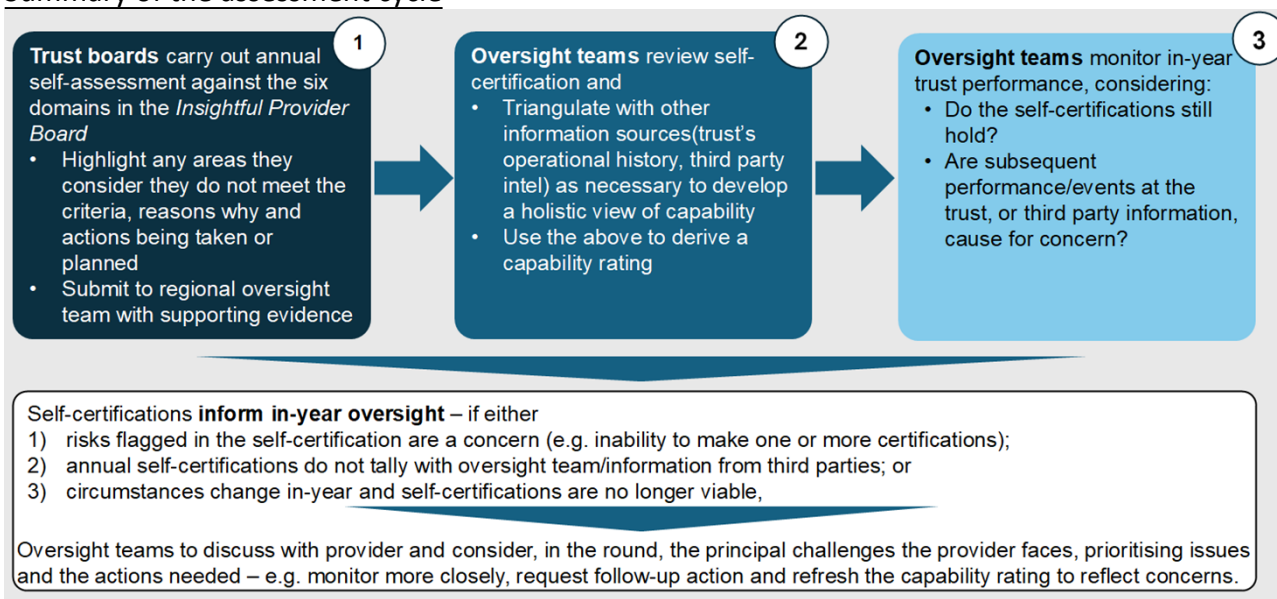 Summary of the assessment cycle
1
Trust boards carry out annual
self-assessment against the six
domains in the Insightful Provider
Board
• Highlight any areas they
consider they do not meet the
criteria, reasons why and
actions being taken or
planned
• Submit to regional oversight
team with supporting evidence
2
Oversight teams review self-
certification and
• Triangulate with other
information sources(trust's
operational history, third party
intel) as necessary to develop
a holistic view of capability
• Use the above to derive a
capability rating
3
Oversight teams monitor in-year
trust performance, considering:
• Do the self-certifications still
hold?
• Are subsequent
performance/events at the
trust, or third party information,
cause for concern?
Self-certifications inform in-year oversight – if either
1) risks flagged in the self-certification are a concern (e.g. inability to make one or more certifications);
2) annual self-certifications do not tally with oversight team/information from third parties; or
3) circumstances change in-year and self-certifications are no longer viable,
Oversight teams to discuss with provider and consider, in the round, the principal challenges the provider faces, prioritising issues
and the actions needed – e.g. monitor more closely, request follow-up action and refresh the capability rating to reflect concerns.